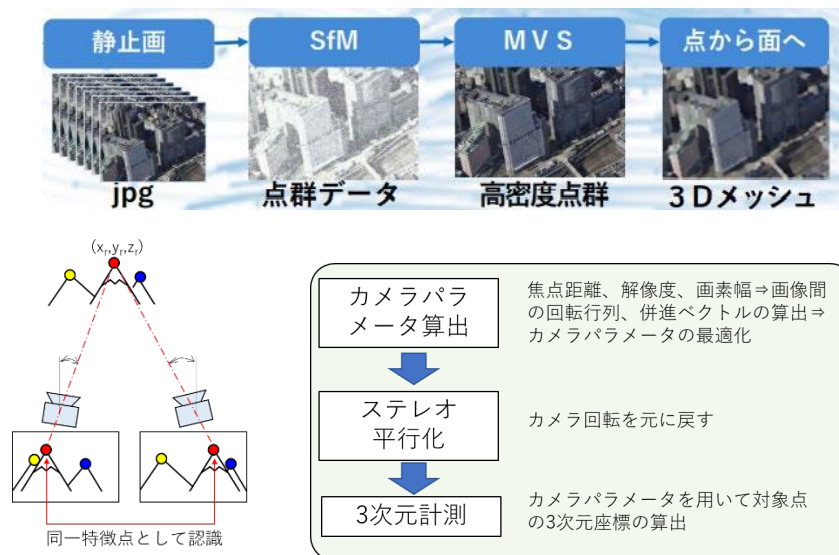 静止画
SfM
MVS
点から面へ
jpg
点群データ
高密度点群
3Dメッシュ
(xr,yr,zr)
同一特徴点として認識
カメラパラ
メータ算出
焦点距離、解像度、画素幅⇒画像間
の回転行列、併進ベクトルの算出⇒
カメラパラメータの最適化
ステレオ
平行化
カメラ回転を元に戻す
3次元計測
カメラパラメータを用いて対象点
の3次元座標の算出